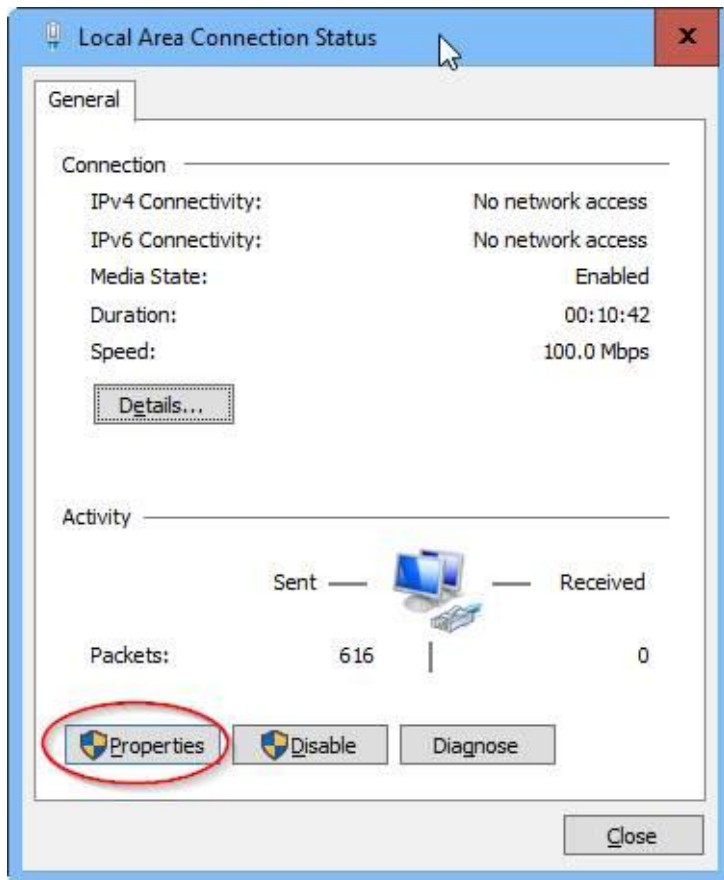 Local Area Connection Status
x
General
Connection
IPv4 Connectivity: No network access
IPv6 Connectivity: No network access
Media State: Enabled
Duration: 00:10:42
Speed: 100.0 Mbps
Details...
Activity
Sent Received
Packets: 616 0
Properties Disable Diagnose
Close